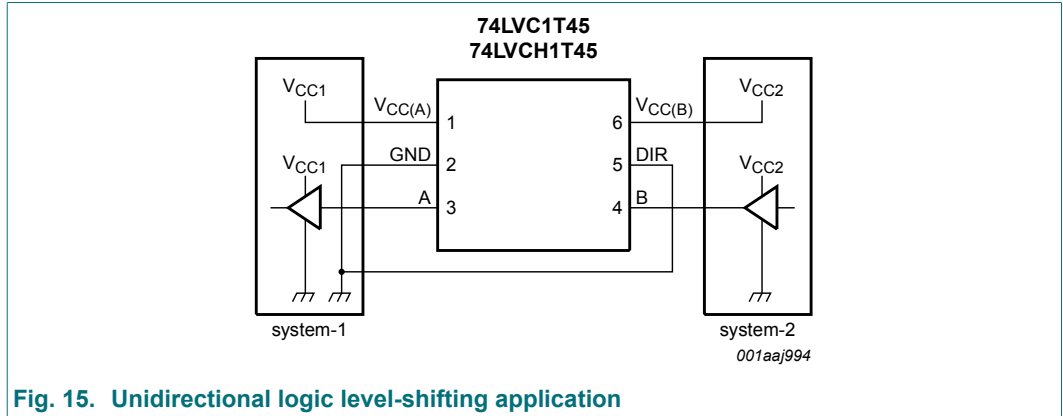 74LVC1T45
74LVCH1T45
VCC1
VCC(A)
1
6
VCC(B)
VCC2
GND
2
5
DIR
VCC1
VCC2
A
3
4
B
system-1
system-2
001aaj994
Fig. 15. Unidirectional logic level-shifting application